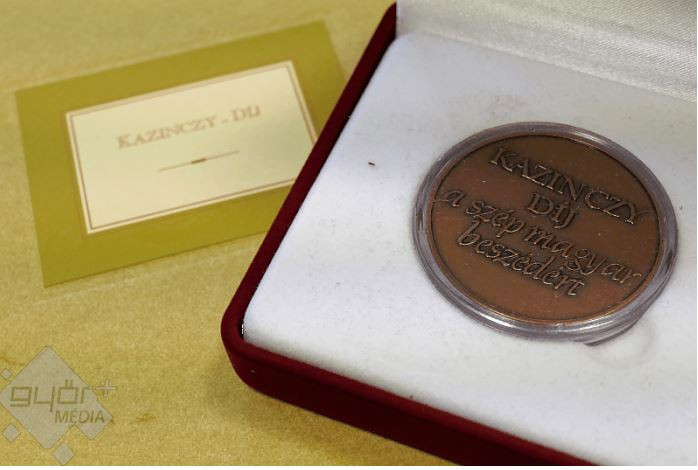 KAZINCZY - Díj
KAZINCZY
Díj
a szép magyar
beszédért
győr+
MÉDIA